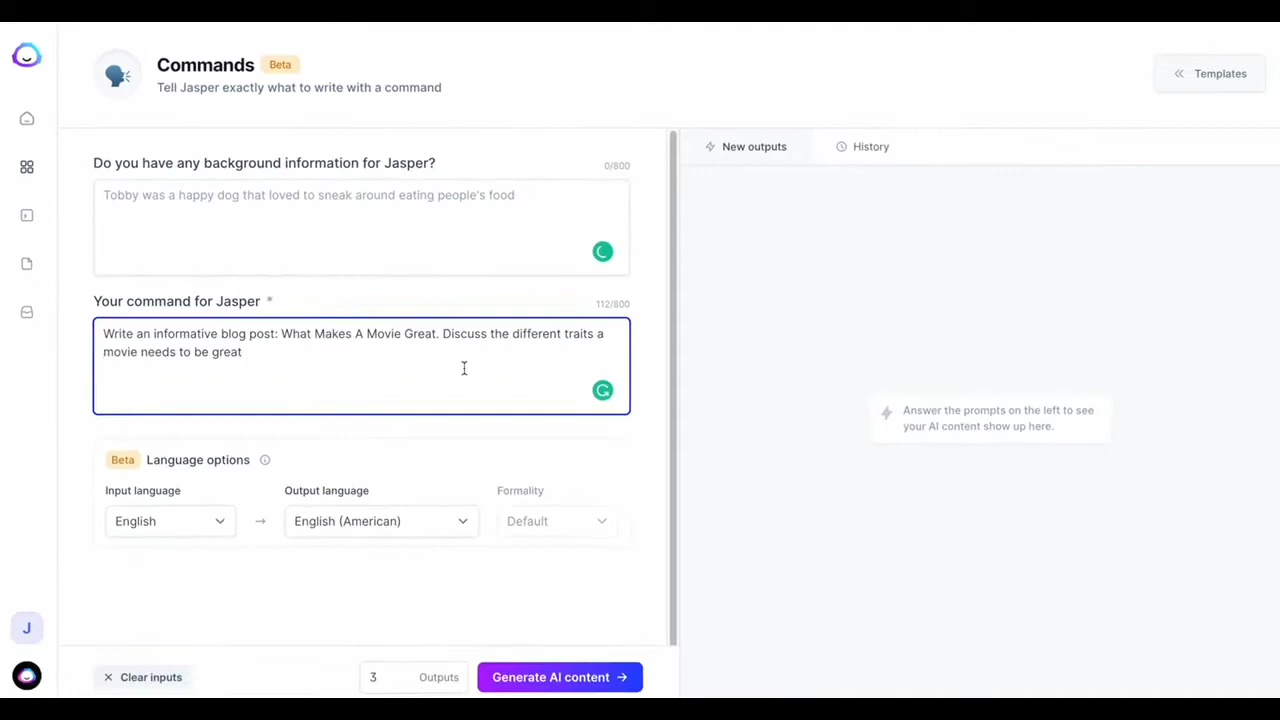 Commands Beta
Tell Jasper exactly what to write with a command
Templates
Do you have any background information for Jasper?
0/800
Tobby was a happy dog that loved to sneak around eating people's food
Your command for Jasper *
112/800
Write an informative blog post: What Makes A Movie Great. Discuss the different traits a
movie needs to be great
Beta Language options
Input language Output language Formality
English → English (American) Default
Clear inputs
3 Outputs
Generate AI content →
New outputs History
Answer the prompts on the left to see
your AI content show up here.
J